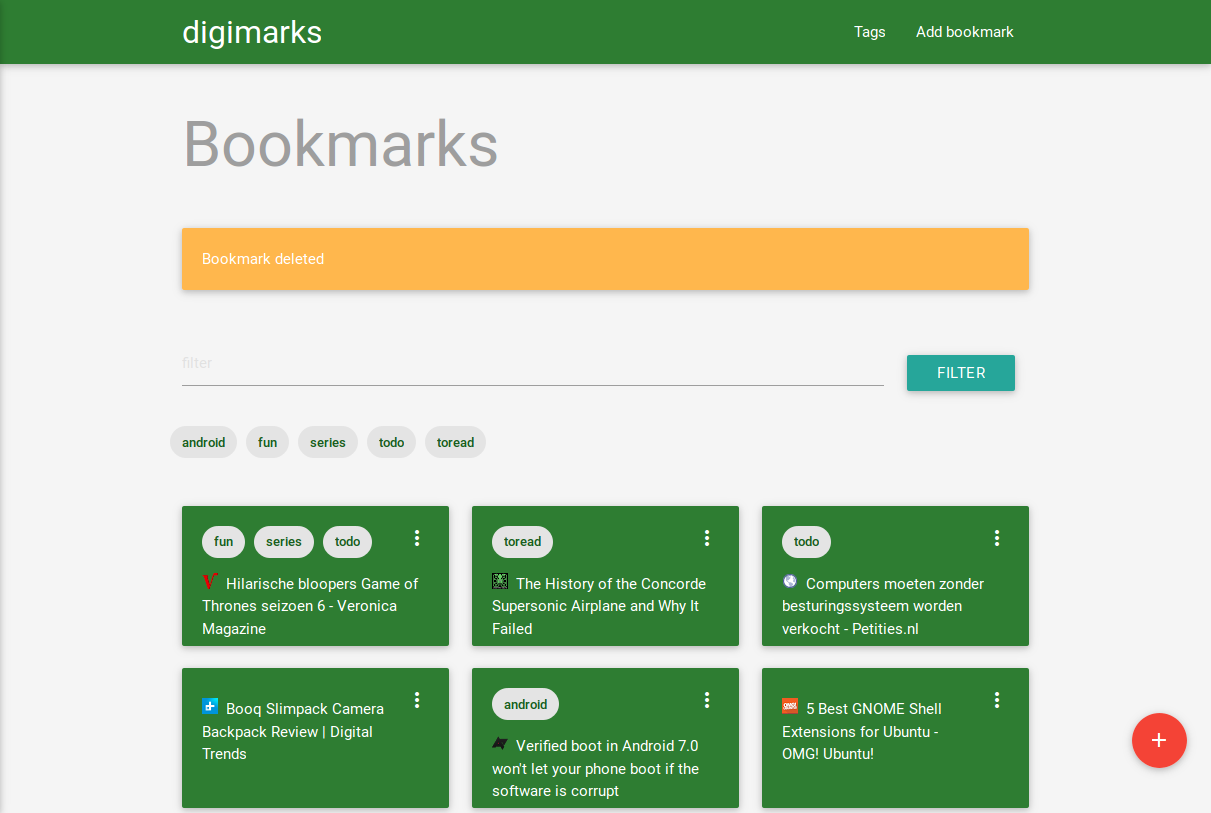 digimarks
Tags
Add bookmark
Bookmarks
Bookmark deleted
filter
FILTER
android
fun
series
todo
toread
fun
series
todo
Hilarische bloopers Game of
Thrones seizoen 6 - Veronica
Magazine
toread
The History of the Concorde
Supersonic Airplane and Why It
Failed
todo
Computers moeten zonder
besturingssysteem worden
verkocht - Petities.nl
Booq Slimpack Camera
Backpack Review | Digital
Trends
android
Verified boot in Android 7.0
won't let your phone boot if the
software is corrupt
5 Best GNOME Shell
Extensions for Ubuntu -
OMG! Ubuntu!